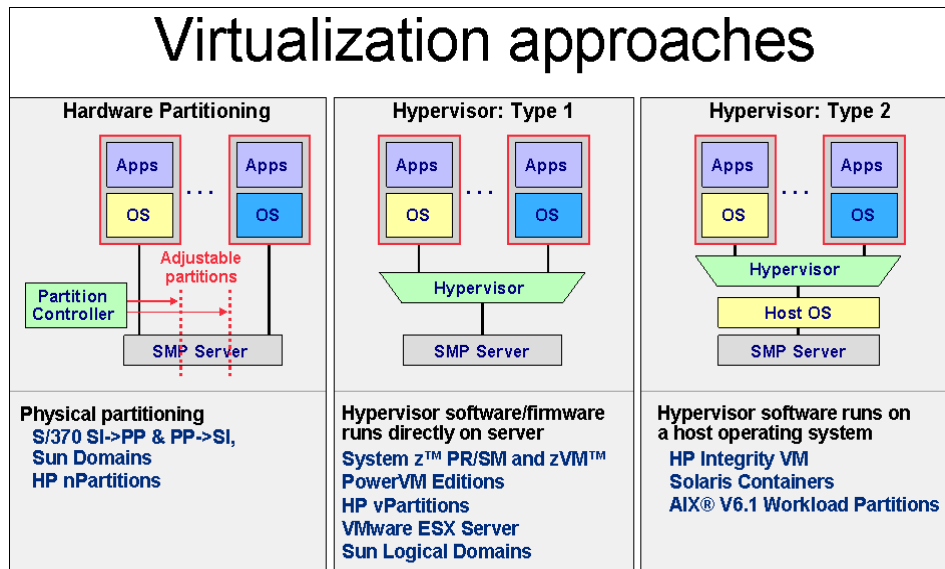 Virtualization approaches
Hardware Partitioning
Apps
Apps
...
OS
OS
Adjustable
partitions
Partition
Controller
SMP Server
Physical partitioning
S/370 SI->PP & PP->SI,
Sun Domains
HP nPartitions
Hypervisor: Type 1
Apps
Apps
...
OS
OS
Hypervisor
SMP Server
Hypervisor software/firmware
runs directly on server
System z™ PR/SM and zVM™
PowerVM Editions
HP vPartitions
VMware ESX Server
Sun Logical Domains
Hypervisor: Type 2
Apps
Apps
...
OS
OS
Hypervisor
Host OS
SMP Server
Hypervisor software runs on
a host operating system
HP Integrity VM
Solaris Containers
AIX® V6.1 Workload Partitions